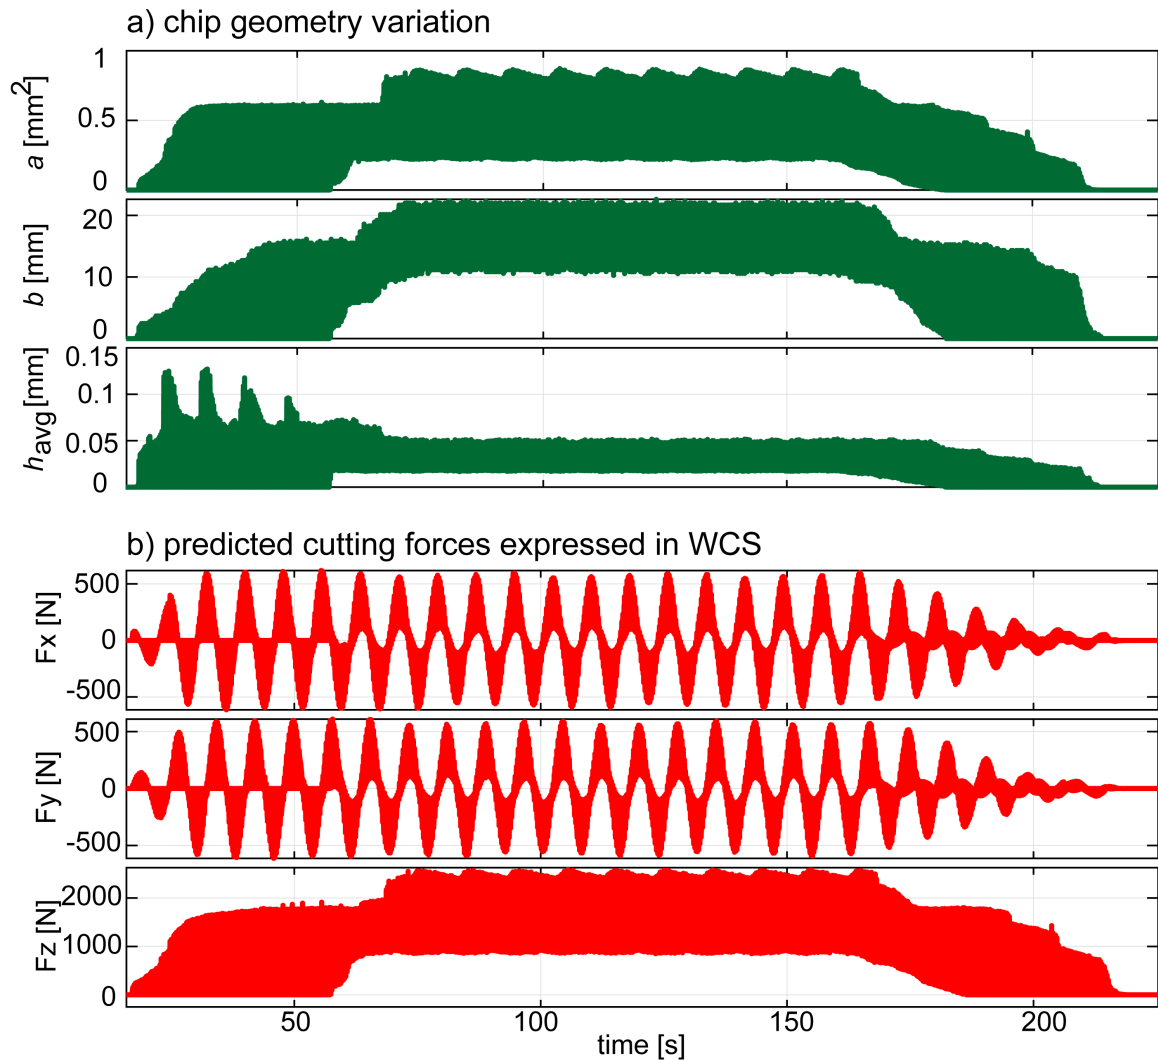 a) chip geometry variation
a [mm²]
1
0.5
0
b [mm]
20
10
0
havg[mm]
0.15
0.1
0.05
0
b) predicted cutting forces expressed in WCS
Fx [N]
500
0
-500
Fy [N]
500
0
-500
Fz [N]
2000
1000
0
50 100 150 200
time [s]